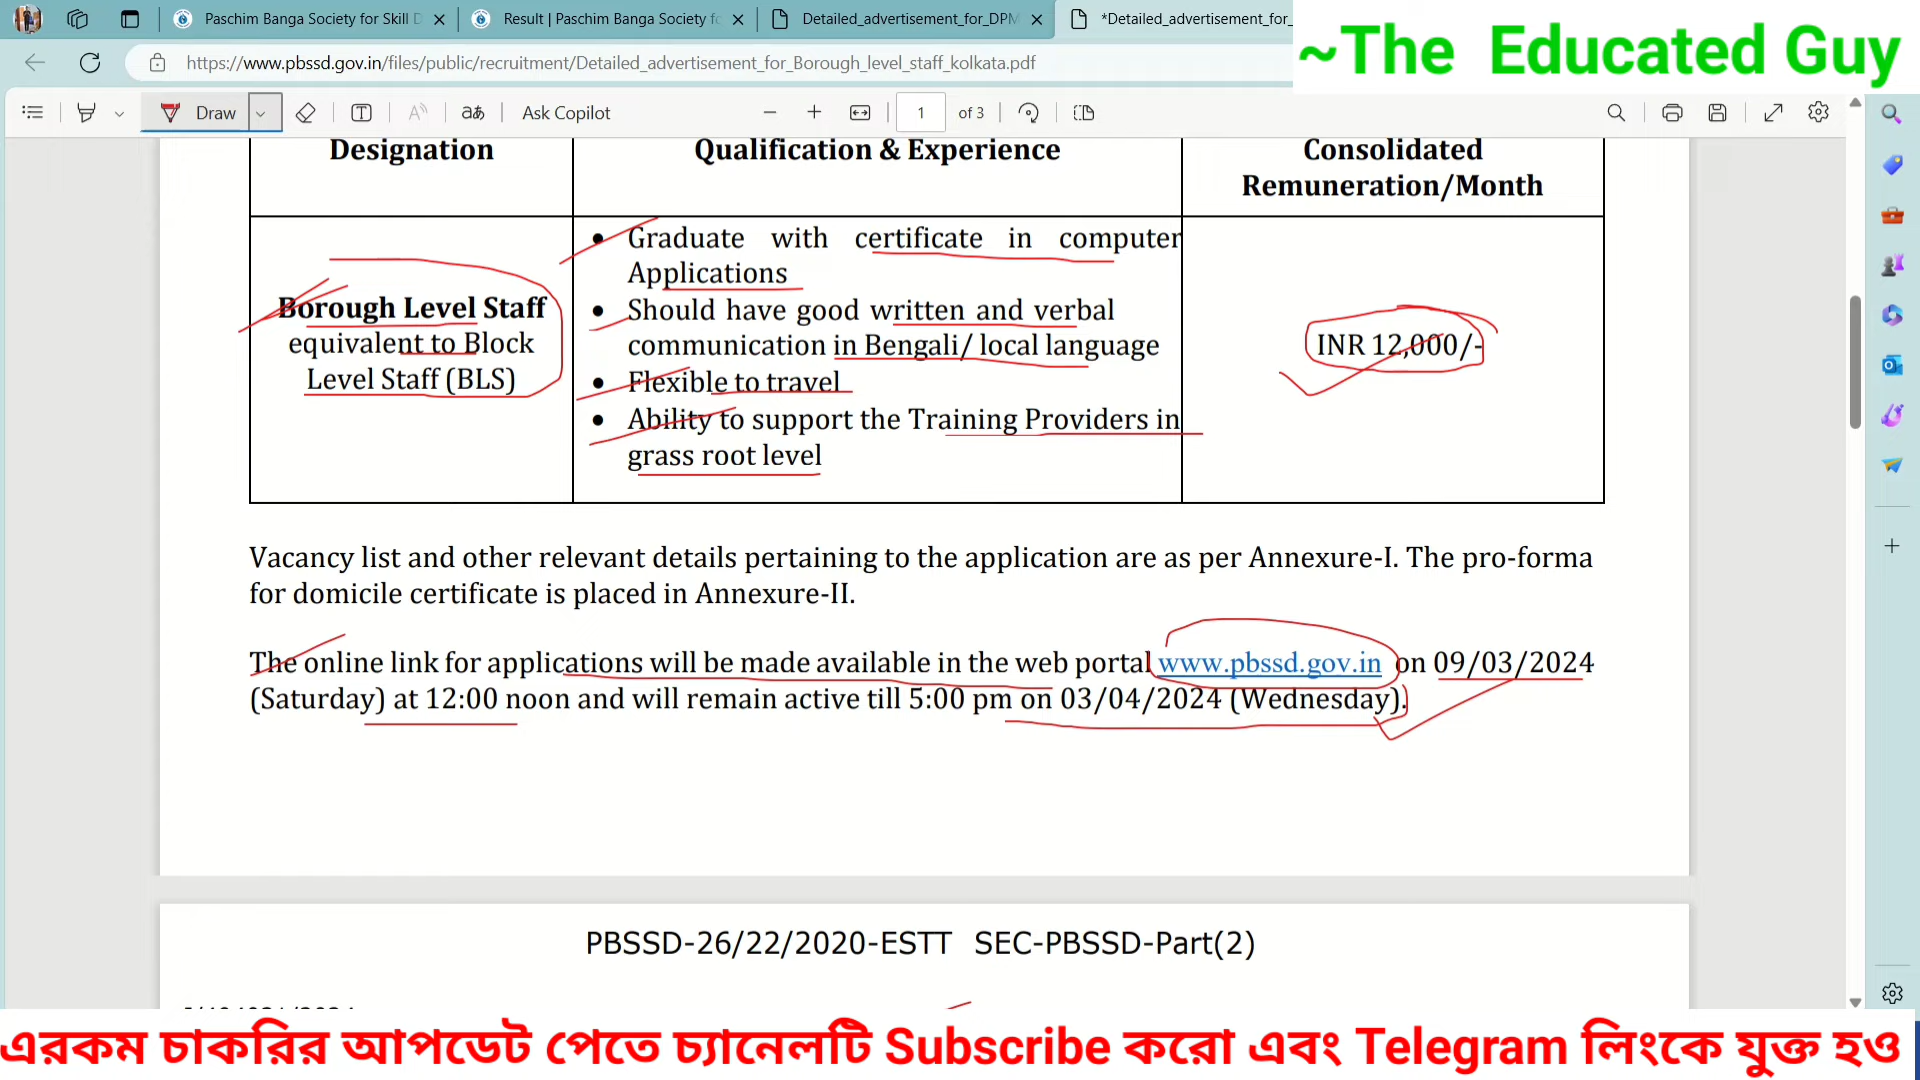 Paschim Banga Society for Skill D
Result | Paschim Banga Society fo
Detailed_advertisement_for_DPM
*Detailed_advertisement_for_
~The Educated Guy
https://www.pbssd.gov.in/files/public/recruitment/Detailed_advertisement_for_Borough_level_staff_kolkata.pdf
Draw
aあ
Ask Copilot
1 of 3
Designation
Qualification & Experience
Consolidated
Remuneration/Month
Borough Level Staff
equivalent to Block
Level Staff (BLS)
• Graduate with certificate in computer
Applications
• Should have good written and verbal
communication in Bengali/ local language
• Flexible to travel
• Ability to support the Training Providers in
grass root level
INR 12,000/-
Vacancy list and other relevant details pertaining to the application are as per Annexure-I. The pro-forma
for domicile certificate is placed in Annexure-II.
The online link for applications will be made available in the web portal www.pbssd.gov.in on 09/03/2024
(Saturday) at 12:00 noon and will remain active till 5:00 pm on 03/04/2024 (Wednesday).
PBSSD-26/22/2020-ESTT SEC-PBSSD-Part(2)
এরকম চাকরির আপডেট পেতে চ্যানেলটি Subscribe করো এবং Telegram লিংকে যুক্ত হও